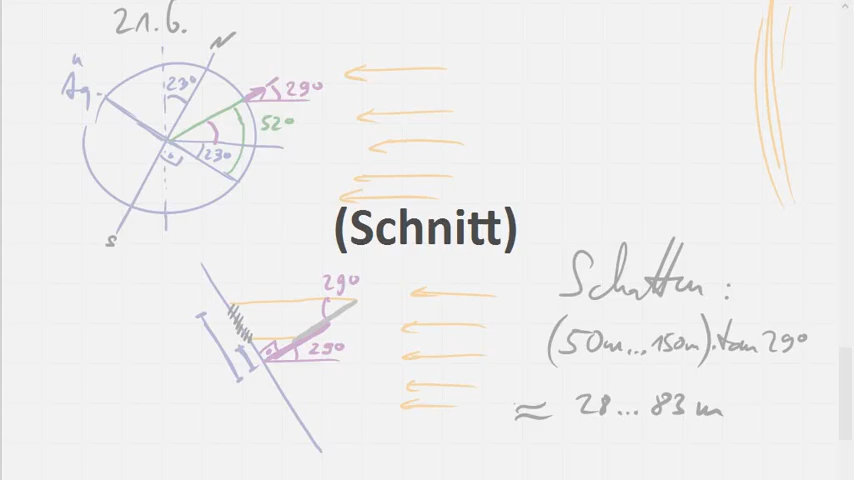 21.6.
N
Äq.
23°
29°
52°
23°
S
(Schnitt)
29°
29°
Schatten:
(50m...150m)·tan 29°
≈ 28...83 m